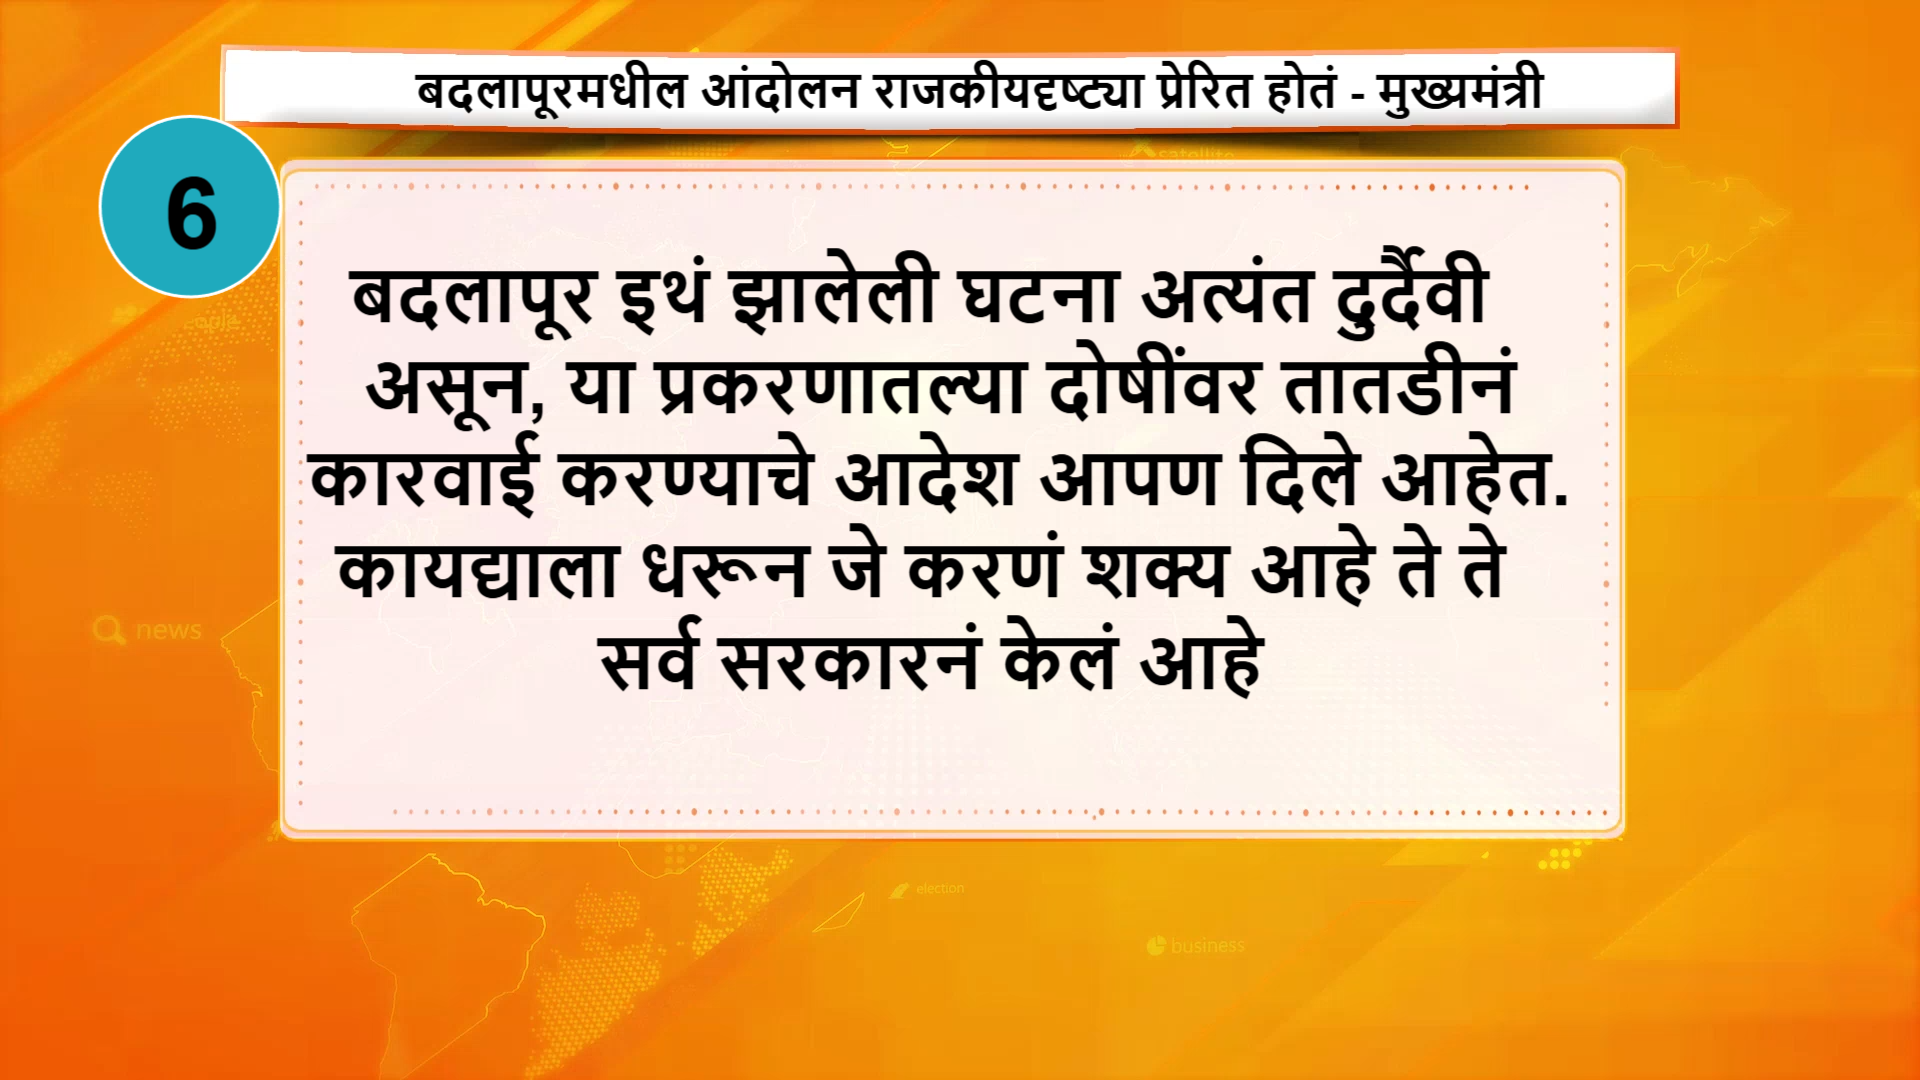 बदलापूरमधील आंदोलन राजकीयदृष्ट्या प्रेरित होतं - मुख्यमंत्री
6
बदलापूर इथं झालेली घटना अत्यंत दुर्दैवी
असून, या प्रकरणातल्या दोषींवर तातडीनं
कारवाई करण्याचे आदेश आपण दिले आहेत.
कायद्याला धरून जे करणं शक्य आहे ते ते
सर्व सरकारनं केलं आहे
satellite
news
election
business